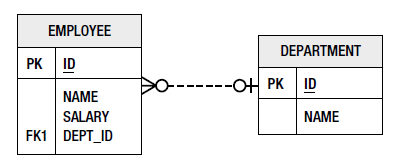 EMPLOYEE
PK ID
NAME
SALARY
FK1 DEPT_ID
DEPARTMENT
PK ID
NAME